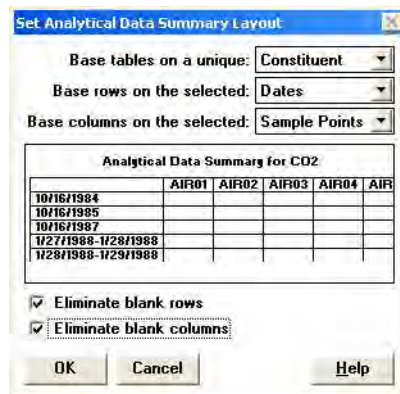 Set Analytical Data Summary Layout
Base tables on a unique: Constituent
Base rows on the selected: Dates
Base columns on the selected: Sample Points
Analytical Data Summary for CO2
AIR01 AIR02 AIR03 AIR04 AIR
10/16/1984
10/16/1985
10/16/1987
1/27/1988-1/28/1988
1/28/1988-1/29/1988
Eliminate blank rows
Eliminate blank columns
OK Cancel Help